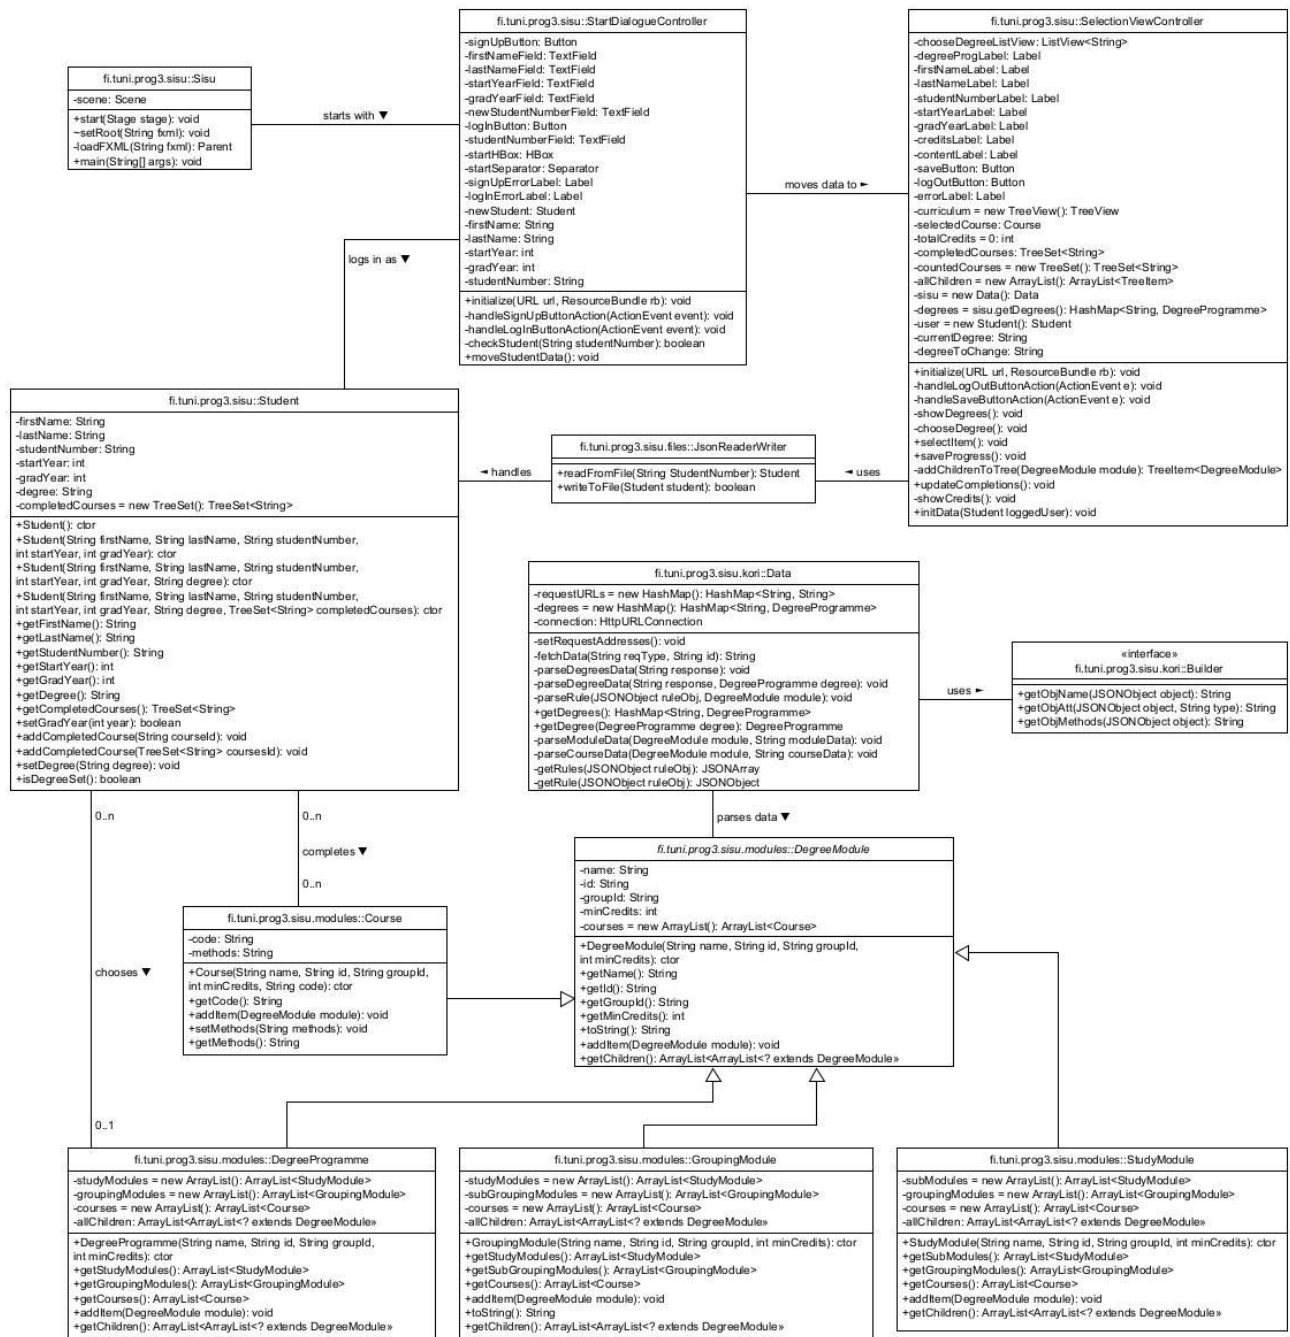 fi.tuni.prog3.sisu::Sisu
-scene: Scene
+start(Stage stage): void
~setRoot(String fxml): void
-loadFXML(String fxml): Parent
+main(String[] args): void
starts with ▼
fi.tuni.prog3.sisu::StartDialogueController
-signUpButton: Button
-firstNameField: TextField
-lastNameField: TextField
-startYearField: TextField
-gradYearField: TextField
-newStudentNumberField: TextField
-logInButton: Button
-studentNumberField: TextField
-startHBox: HBox
-startSeparator: Separator
-signUpErrorLabel: Label
-logInErrorLabel: Label
-newStudent: Student
-firstName: String
-lastName: String
-startYear: int
-gradYear: int
-studentNumber: String
+initialize(URL url, ResourceBundle rb): void
-handleSignUpButtonAction(ActionEvent event): void
-handleLogInButtonAction(ActionEvent event): void
-checkStudent(String studentNumber): boolean
+moveStudentData(): void
moves data to ►
fi.tuni.prog3.sisu::SelectionViewController
-chooseDegreeListView: ListView<String>
-degreeProgLabel: Label
-firstNameLabel: Label
-lastNameLabel: Label
-studentNumberLabel: Label
-startYearLabel: Label
-gradYearLabel: Label
-creditsLabel: Label
-contentLabel: Label
-saveButton: Button
-logOutButton: Button
-errorLabel: Label
-curriculum = new TreeView(): TreeView
-selectedCourse: Course
-totalCredits = 0: int
-completedCourses: TreeSet<String>
-countedCourses = new TreeSet(): TreeSet<String>
-allChildren = new ArrayList(): ArrayList<TreeItem>
-sisu = new Data(): Data
-degrees = sisu.getDegrees(): HashMap<String, DegreeProgramme>
-user = new Student(): Student
-currentDegree: String
-degreeToChange: String
+initialize(URL url, ResourceBundle rb): void
-handleLogOutButtonAction(ActionEvent e): void
-handleSaveButtonAction(ActionEvent e): void
-showDegrees(): void
-chooseDegree(): void
+selectItem(): void
+saveProgress(): void
-addChildrenToTree(DegreeModule module): TreeItem<DegreeModule>
+updateCompletions(): void
-showCredits(): void
+initData(Student loggedUser): void
logs in as ▼
fi.tuni.prog3.sisu::Student
-firstName: String
-lastName: String
-studentNumber: String
-startYear: int
-gradYear: int
-degree: String
-completedCourses = new TreeSet(): TreeSet<String>
+Student(): ctor
+Student(String firstName, String lastName, String studentNumber,
int startYear, int gradYear): ctor
+Student(String firstName, String lastName, String studentNumber,
int startYear, int gradYear, String degree): ctor
+Student(String firstName, String lastName, String studentNumber,
int startYear, int gradYear, String degree, TreeSet<String> completedCourses): ctor
+getFirstName(): String
+getLastName(): String
+getStudentNumber(): String
+getStartYear(): int
+getGradYear(): int
+getDegree(): String
+getCompletedCourses(): TreeSet<String>
+setGradYear(int year): boolean
+addCompletedCourse(String courseId): void
+addCompletedCourse(TreeSet<String> coursesId): void
+setDegree(String degree): void
+isDegreeSet(): boolean
◄ handles
fi.tuni.prog3.sisu.files::JsonReaderWriter
+readFromFile(String StudentNumber): Student
+writeToFile(Student student): boolean
◄ uses
fi.tuni.prog3.sisu.kori::Data
-requestURLs = new HashMap(): HashMap<String, String>
-degrees = new HashMap(): HashMap<String, DegreeProgramme>
-connection: HttpURLConnection
-setRequestAddresses(): void
-fetchData(String reqType, String id): String
-parseDegreesData(String response): void
-parseDegreeData(String response, DegreeProgramme degree): void
-parseRule(JSONObject ruleObj, DegreeModule module): void
+getDegrees(): HashMap<String, DegreeProgramme>
+getDegree(DegreeProgramme degree): DegreeProgramme
-parseModuleData(DegreeModule module, String moduleData): void
-parseCourseData(DegreeModule module, String courseData): void
-getRules(JSONObject ruleObj): JSONArray
-getRule(JSONObject ruleObj): JSONObject
uses ►
«interface»
fi.tuni.prog3.sisu.kori::Builder
+getObjName(JSONObject object): String
+getObjAtt(JSONObject object, String type): String
+getObjMethods(JSONObject object): String
parses data ▼
0..n
0..n
completes ▼
0..n
chooses ▼
0..1
fi.tuni.prog3.sisu.modules::Course
-code: String
-methods: String
+Course(String name, String id, String groupId,
int minCredits, String code): ctor
+getCode(): String
+addItem(DegreeModule module): void
+setMethods(String methods): void
+getMethods(): String
fi.tuni.prog3.sisu.modules::DegreeModule
-name: String
-id: String
-groupId: String
-minCredits: int
-courses = new ArrayList(): ArrayList<Course>
+DegreeModule(String name, String id, String groupId,
int minCredits): ctor
+getName(): String
+getId(): String
+getGroupId(): String
+getMinCredits(): int
+toString(): String
+addItem(DegreeModule module): void
+getChildren(): ArrayList<ArrayList<? extends DegreeModule»
fi.tuni.prog3.sisu.modules::DegreeProgramme
-studyModules = new ArrayList(): ArrayList<StudyModule>
-groupingModules = new ArrayList(): ArrayList<GroupingModule>
-courses = new ArrayList(): ArrayList<Course>
-allChildren: ArrayList<ArrayList<? extends DegreeModule»
+DegreeProgramme(String name, String id, String groupId,
int minCredits): ctor
+getStudyModules(): ArrayList<StudyModule>
+getGroupingModules(): ArrayList<GroupingModule>
+getCourses(): ArrayList<Course>
+addItem(DegreeModule module): void
+getChildren(): ArrayList<ArrayList<? extends DegreeModule»
fi.tuni.prog3.sisu.modules::GroupingModule
-studyModules = new ArrayList(): ArrayList<StudyModule>
-subGroupingModules = new ArrayList(): ArrayList<GroupingModule>
-courses = new ArrayList(): ArrayList<Course>
-allChildren: ArrayList<ArrayList<? extends DegreeModule»
+GroupingModule(String name, String id, String groupId, int minCredits): ctor
+getStudyModules(): ArrayList<StudyModule>
+getSubGroupingModules(): ArrayList<GroupingModule>
+getCourses(): ArrayList<Course>
+addItem(DegreeModule module): void
+toString(): String
+getChildren(): ArrayList<ArrayList<? extends DegreeModule»
fi.tuni.prog3.sisu.modules::StudyModule
-subModules = new ArrayList(): ArrayList<StudyModule>
-groupingModules = new ArrayList(): ArrayList<GroupingModule>
-courses = new ArrayList(): ArrayList<Course>
-allChildren: ArrayList<ArrayList<? extends DegreeModule»
+StudyModule(String name, String id, String groupId, int minCredits): ctor
+getSubModules(): ArrayList<StudyModule>
+getGroupingModules(): ArrayList<GroupingModule>
+getCourses(): ArrayList<Course>
+addItem(DegreeModule module): void
+getChildren(): ArrayList<ArrayList<? extends DegreeModule»